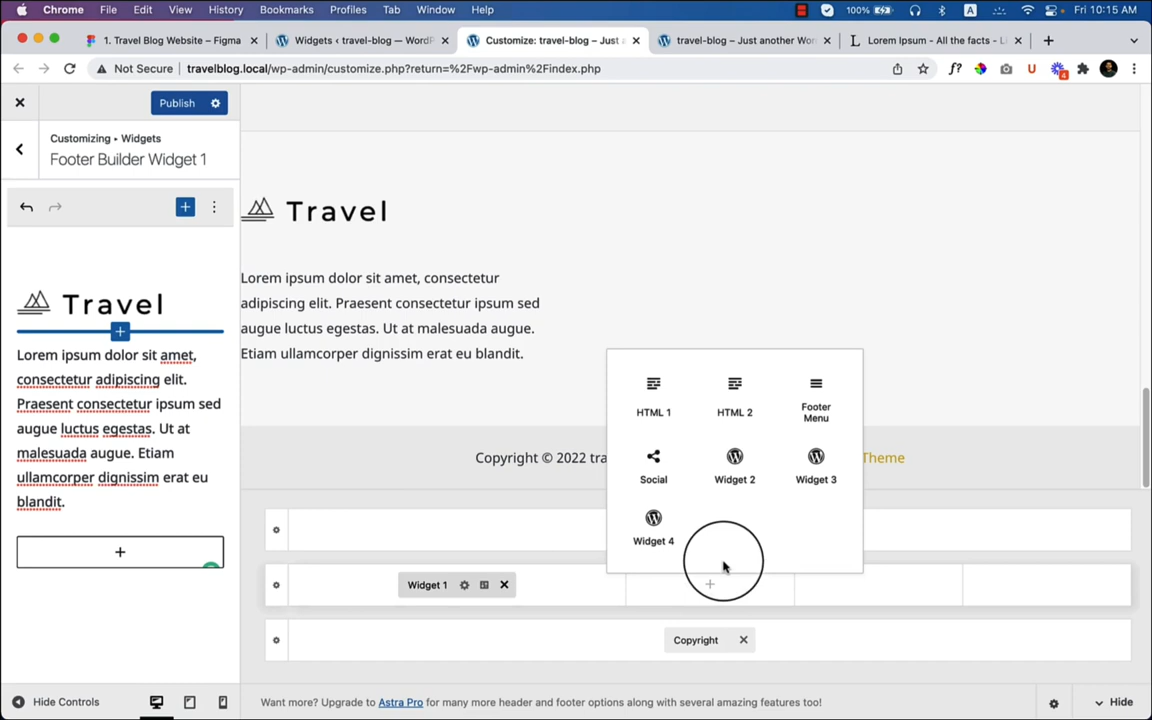 Chrome File Edit View History Bookmarks Profiles Tab Window Help 100% A Fri 10:15 AM
1. Travel Blog Website – Figma
Widgets ‹ travel-blog — WordP
Customize: travel-blog – Just a
travel-blog – Just another Wor
Lorem Ipsum - All the facts - L
Not Secure travelblog.local/wp-admin/customize.php?return=%2Fwp-admin%2Findex.php
f? U 4
Publish
Customizing • Widgets
Footer Builder Widget 1
Travel
Lorem ipsum dolor sit amet,
consectetur adipiscing elit.
Praesent consectetur ipsum sed
augue luctus egestas. Ut at
malesuada augue. Etiam
ullamcorper dignissim erat eu
blandit.
Travel
Lorem ipsum dolor sit amet, consectetur
adipiscing elit. Praesent consectetur ipsum sed
augue luctus egestas. Ut at malesuada augue.
Etiam ullamcorper dignissim erat eu blandit.
HTML 1
HTML 2
Footer
Menu
Social
Widget 2
Widget 3
Widget 4
Copyright © 2022 tra
Theme
Widget 1
Copyright
Hide Controls
Want more? Upgrade to Astra Pro for many more header and footer options along with several amazing features too!
Hide